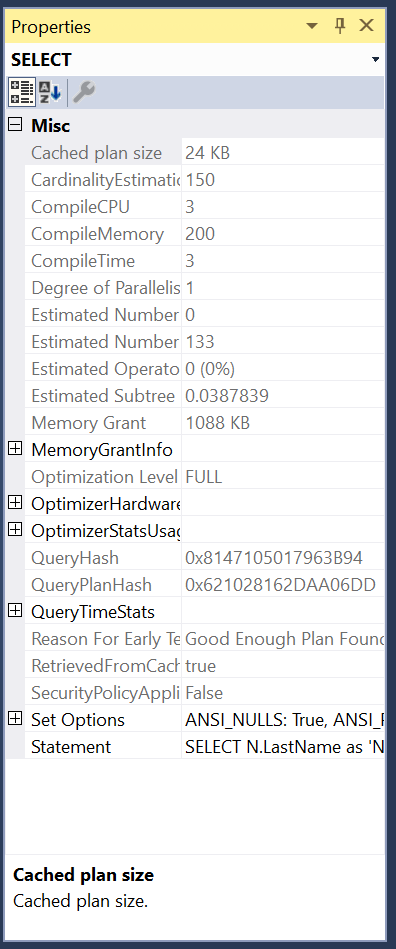 Properties
SELECT
Misc
Cached plan size 24 KB
CardinalityEstimatic 150
CompileCPU 3
CompileMemory 200
CompileTime 3
Degree of Parallelis 1
Estimated Number 0
Estimated Number 133
Estimated Operato 0 (0%)
Estimated Subtree 0.0387839
Memory Grant 1088 KB
MemoryGrantInfo
Optimization Level FULL
OptimizerHardware
OptimizerStatsUsag
QueryHash 0x8147105017963B94
QueryPlanHash 0x621028162DAA06DD
QueryTimeStats
Reason For Early Te Good Enough Plan Found
RetrievedFromCach true
SecurityPolicyAppli False
Set Options ANSI_NULLS: True, ANSI_P
Statement SELECT N.LastName as 'N
Cached plan size
Cached plan size.